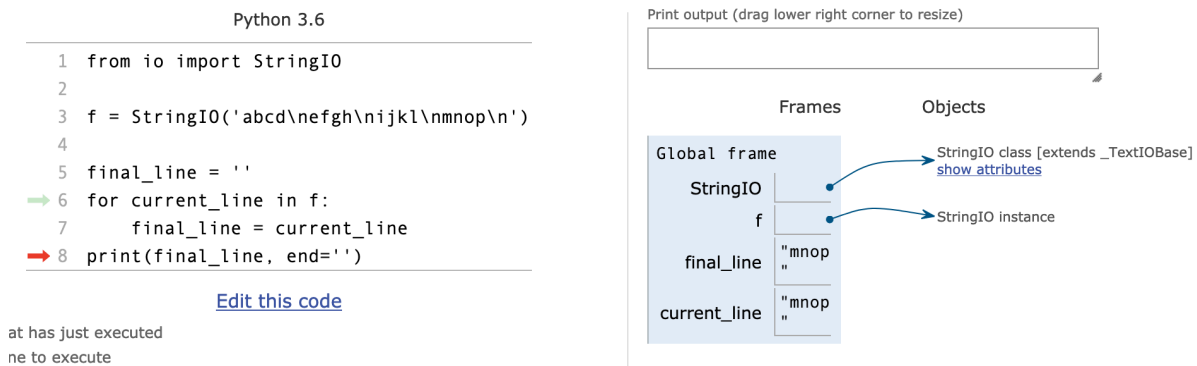 Python 3.6
1 from io import StringIO
2
3 f = StringIO('abcd\nefgh\nijkl\nmnop\n')
4
5 final_line = ''
6 for current_line in f:
7     final_line = current_line
8 print(final_line, end='')
Edit this code
at has just executed
ne to execute
Print output (drag lower right corner to resize)
Frames Objects
Global frame
StringIO
f
final_line "mnop
"
current_line "mnop
"
StringIO class [extends _TextIOBase]
show attributes
StringIO instance